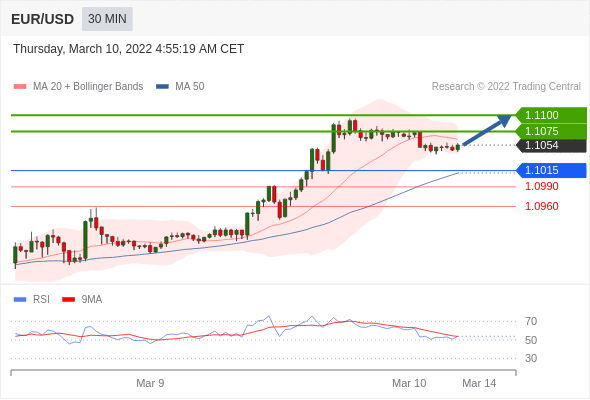 EUR/USD 30 MIN
Thursday, March 10, 2022 4:55:19 AM CET
MA 20 + Bollinger Bands MA 50 Research © 2022 Trading Central
1.1100
1.1075
1.1054
1.1015
1.0990
1.0960
RSI 9MA
70
50
30
Mar 9 Mar 10 Mar 14